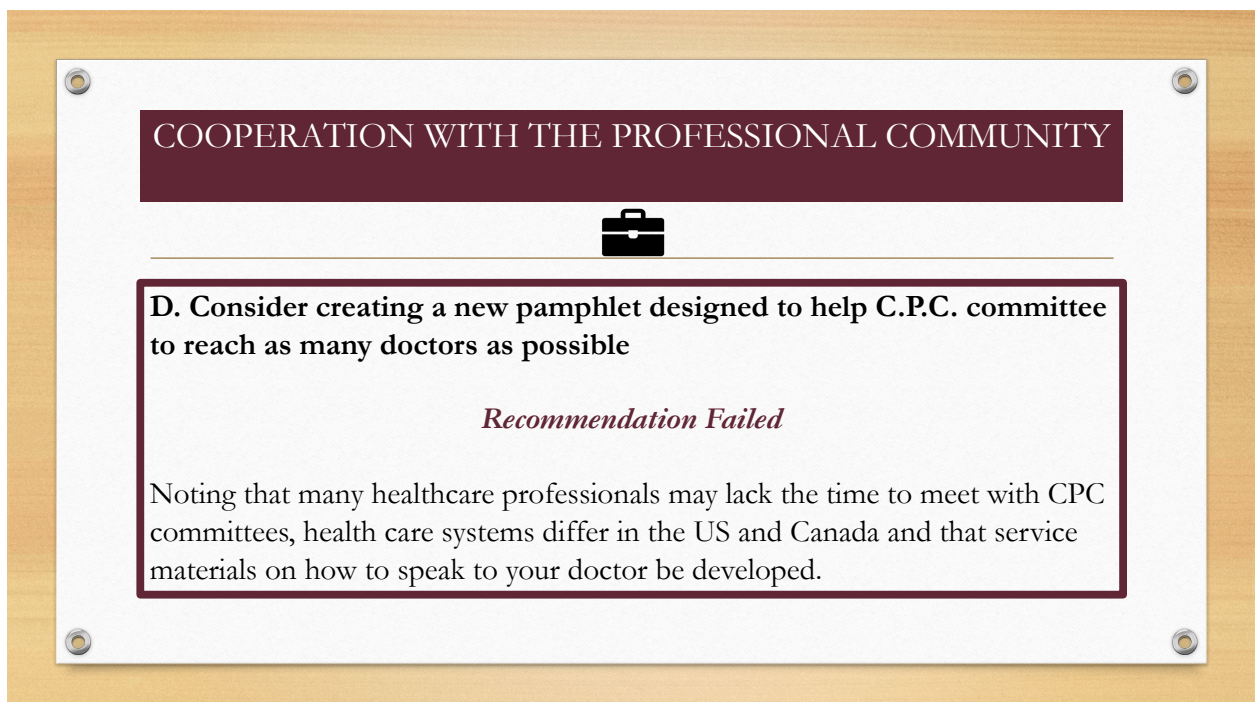 COOPERATION WITH THE PROFESSIONAL COMMUNITY
D. Consider creating a new pamphlet designed to help C.P.C. committee
to reach as many doctors as possible
Recommendation Failed
Noting that many healthcare professionals may lack the time to meet with CPC
committees, health care systems differ in the US and Canada and that service
materials on how to speak to your doctor be developed.